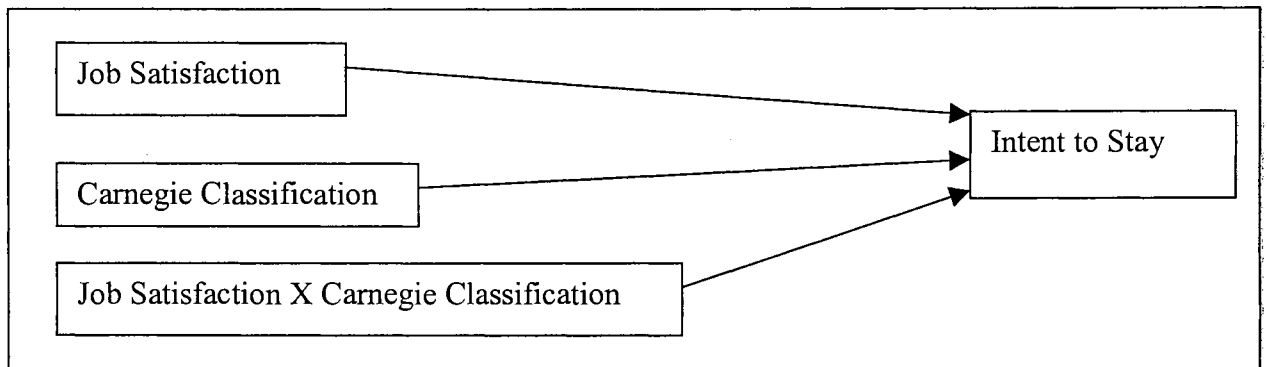 Job Satisfaction
Intent to Stay
Carnegie Classification
Job Satisfaction X Carnegie Classification